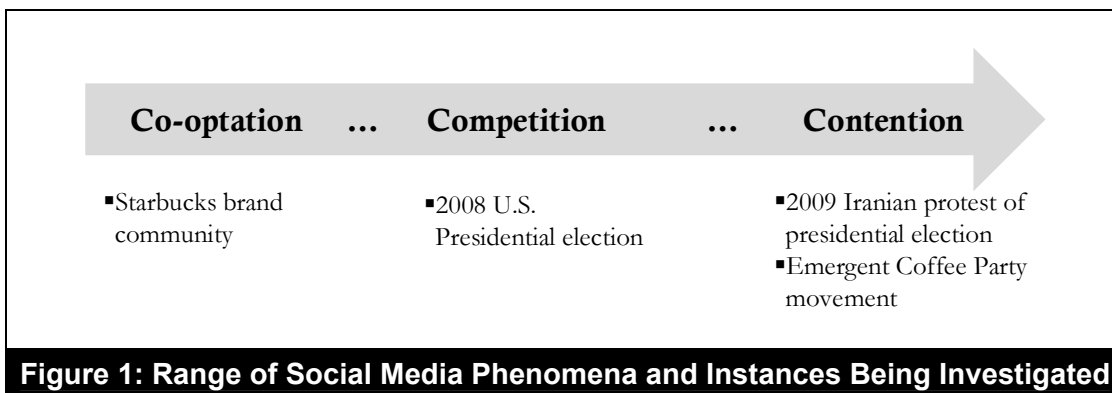 Co-optation ... Competition ... Contention
▪Starbucks brand
community
▪2008 U.S.
Presidential election
▪2009 Iranian protest of
presidential election
▪Emergent Coffee Party
movement
Figure 1: Range of Social Media Phenomena and Instances Being Investigated